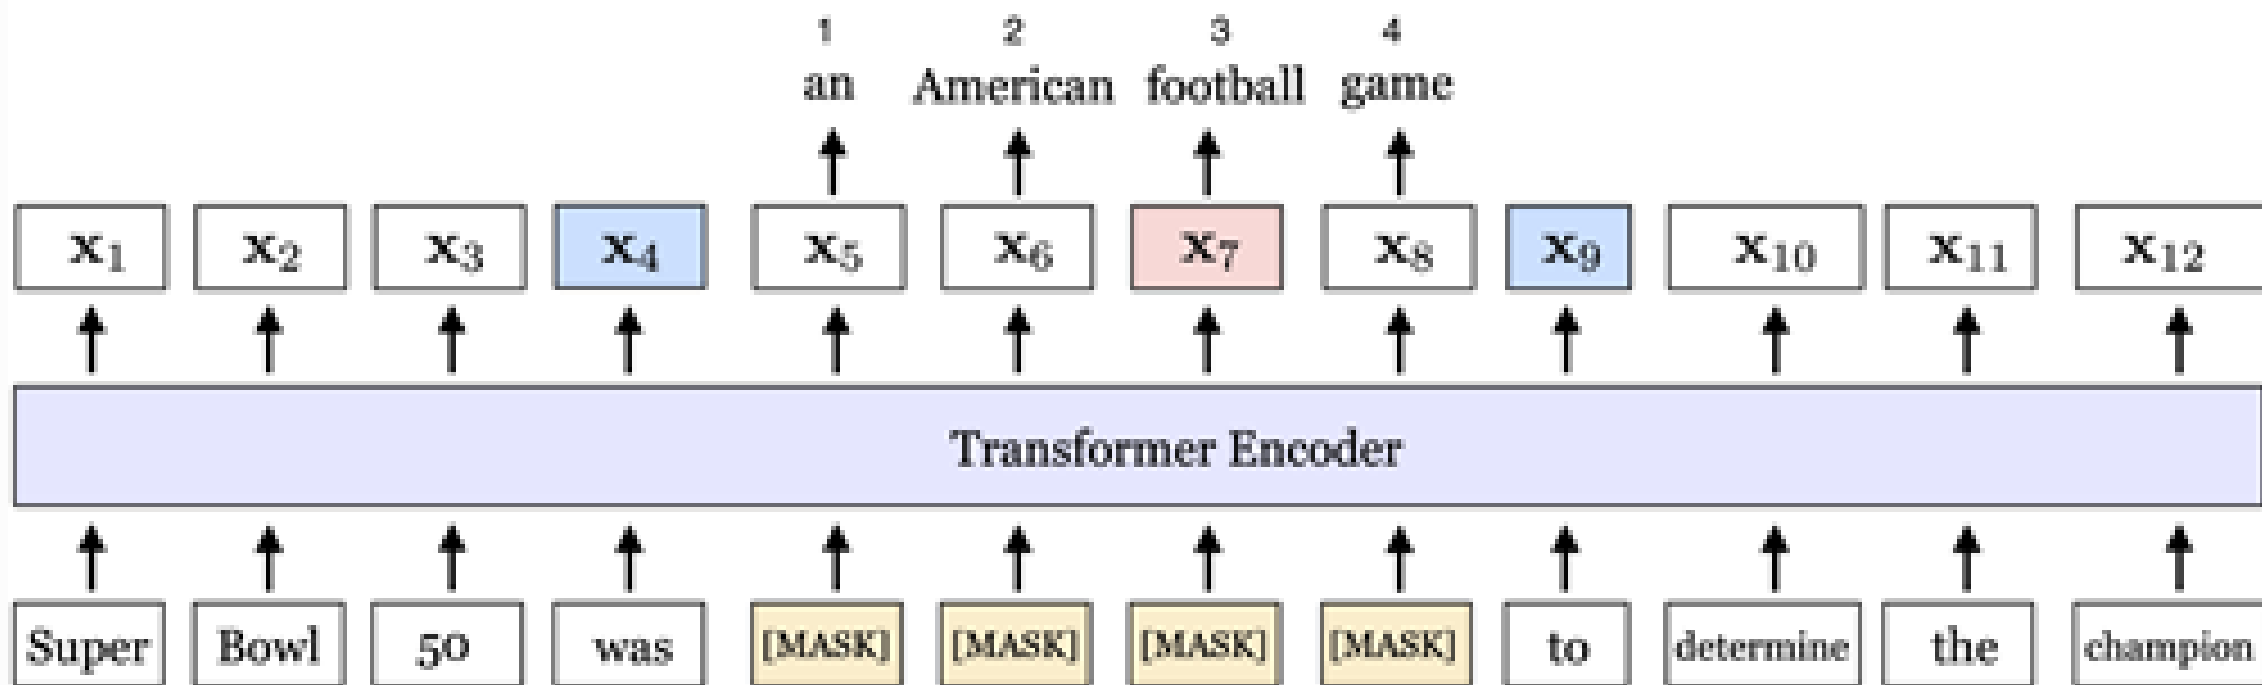 1 2 3 4
an American football game
x₁ x₂ x₃ x₄ x₅ x₆ x₇ x₈ x₉ x₁₀ x₁₁ x₁₂
Transformer Encoder
Super Bowl 50 was [MASK] [MASK] [MASK] [MASK] to determine the champion